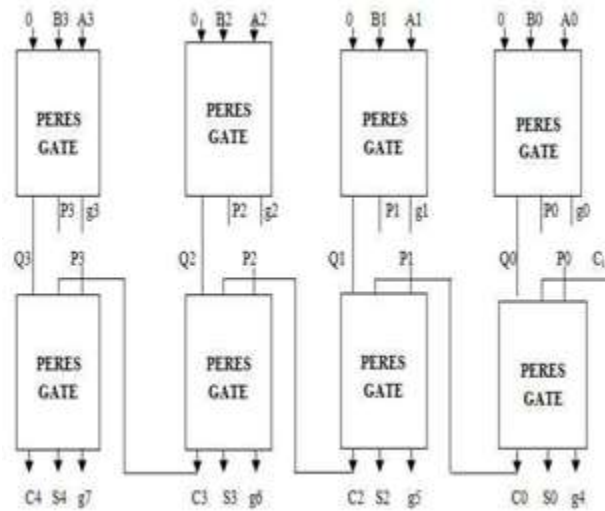 0 B3 A3 0 B2 A2 0 B1 A1 0 B0 A0
PERES GATE PERES GATE PERES GATE PERES GATE
P3 g3 P2 g2 P1 g1 P0 g0
Q3 P3 Q2 P2 Q1 P1 Q0 P0
PERES GATE PERES GATE PERES GATE PERES GATE
C4 S4 g7 C3 S3 g6 C2 S2 g5 C0 S0 g4